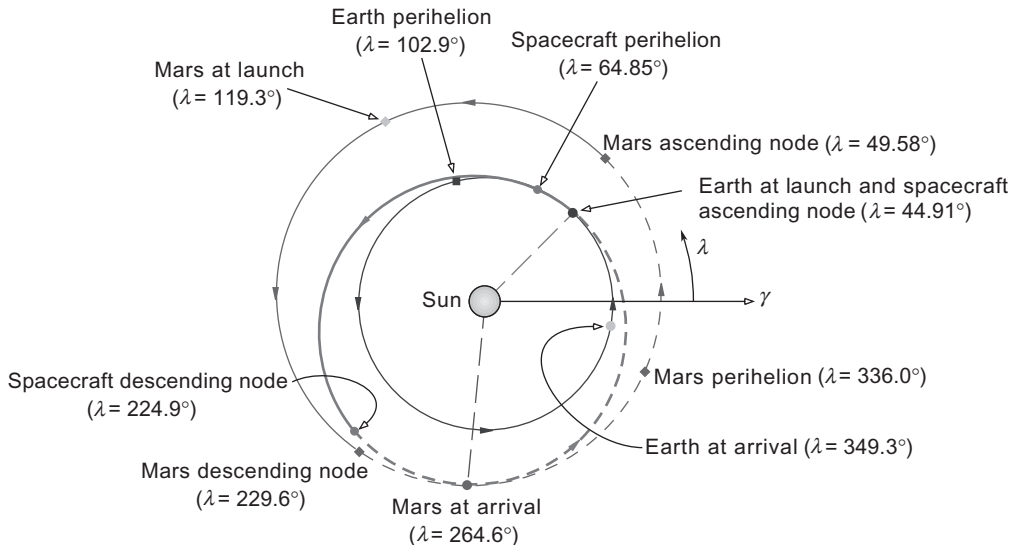 Earth perihelion
(λ = 102.9°)
Spacecraft perihelion
(λ = 64.85°)
Mars at launch
(λ = 119.3°)
Mars ascending node (λ = 49.58°)
Earth at launch and spacecraft
ascending node (λ = 44.91°)
λ
Sun
γ
Spacecraft descending node
(λ = 224.9°)
Mars perihelion (λ = 336.0°)
Earth at arrival (λ = 349.3°)
Mars descending node
(λ = 229.6°)
Mars at arrival
(λ = 264.6°)